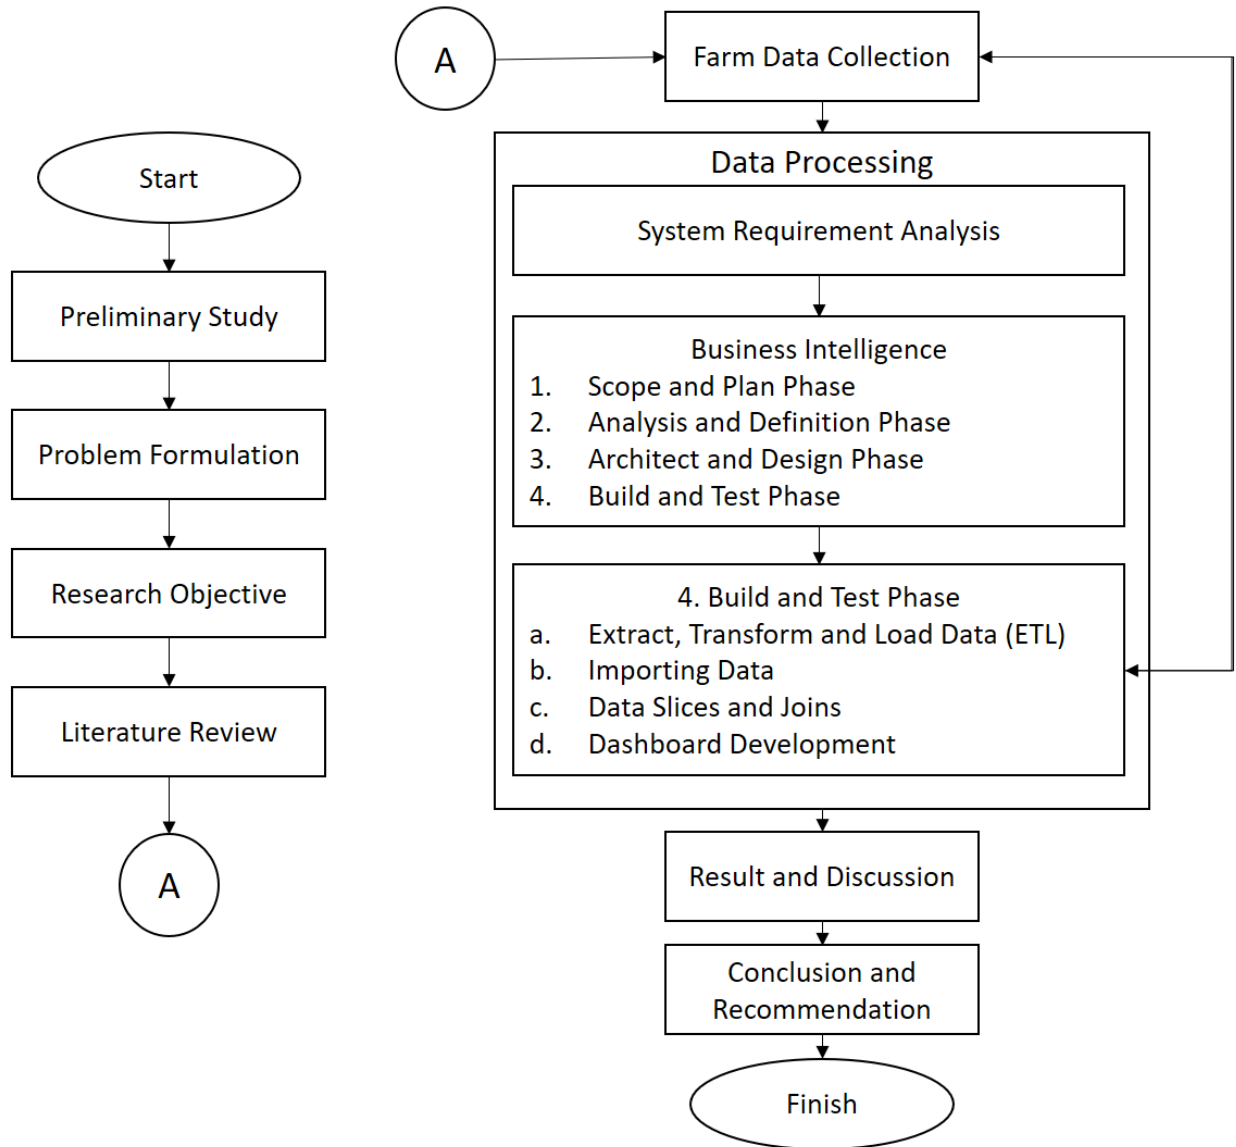 Start
Preliminary Study
Problem Formulation
Research Objective
Literature Review
A
A
Farm Data Collection
Data Processing
System Requirement Analysis
Business Intelligence
1. Scope and Plan Phase
2. Analysis and Definition Phase
3. Architect and Design Phase
4. Build and Test Phase
4. Build and Test Phase
a. Extract, Transform and Load Data (ETL)
b. Importing Data
c. Data Slices and Joins
d. Dashboard Development
Result and Discussion
Conclusion and
Recommendation
Finish